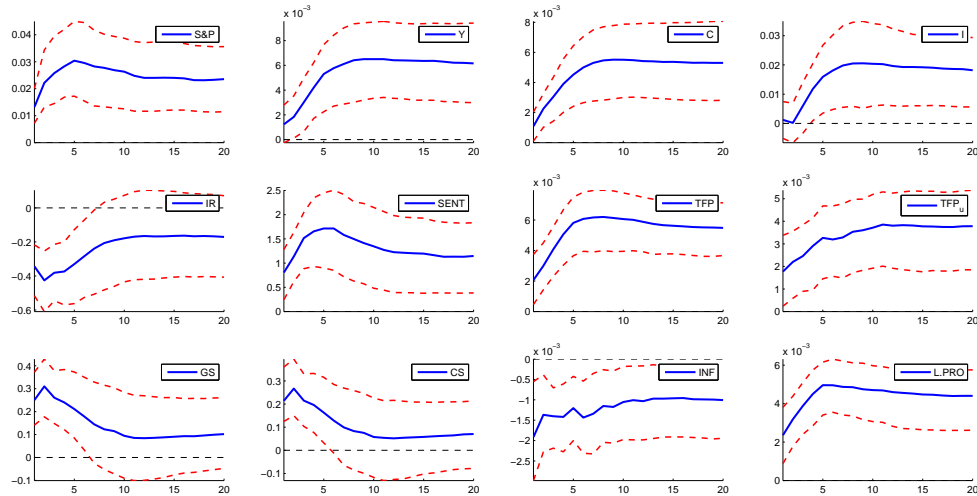 0.04
0.03
0.02
0.01
0
S&P
5 10 15 20
x 10⁻³
8
6
4
2
0
Y
5 10 15 20
x 10⁻³
8
6
4
2
0
C
5 10 15 20
0.03
0.02
0.01
0
I
5 10 15 20
0
−0.2
−0.4
−0.6
IR
5 10 15 20
2.5
2
1.5
1
0.5
0
SENT
5 10 15 20
x 10⁻³
6
4
2
0
TFP
5 10 15 20
x 10⁻³
5
4
3
2
1
0
TFPᵤ
5 10 15 20
0.4
0.3
0.2
0.1
0
−0.1
GS
5 10 15 20
0.3
0.2
0.1
0
−0.1
CS
5 10 15 20
x 10⁻³
0
−0.5
−1
−1.5
−2
−2.5
INF
5 10 15 20
x 10⁻³
6
4
2
0
L.PRO
5 10 15 20